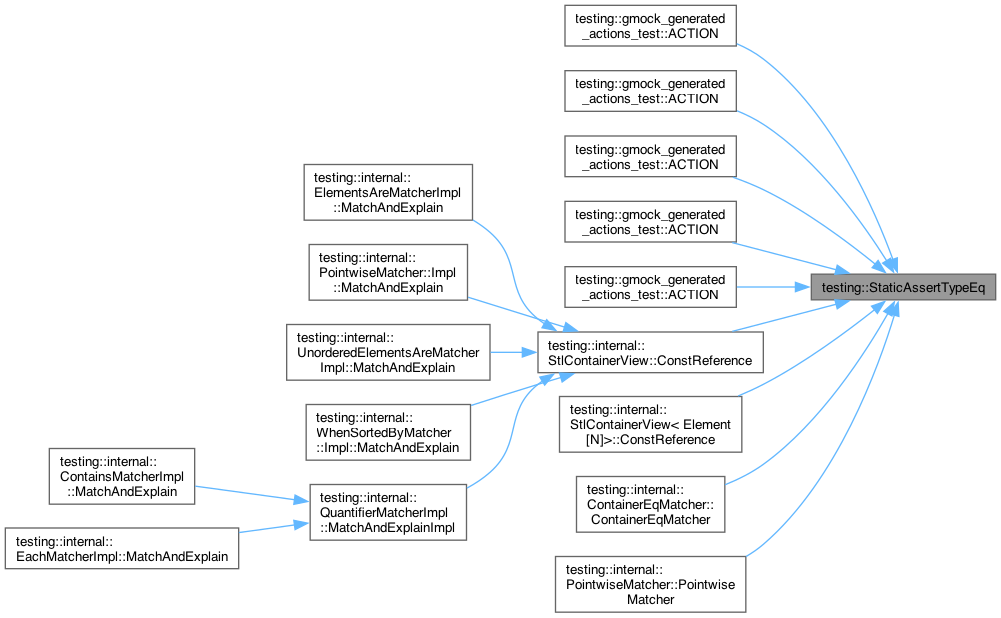 testing::gmock_generated
_actions_test::ACTION
testing::gmock_generated
_actions_test::ACTION
testing::gmock_generated
_actions_test::ACTION
testing::gmock_generated
_actions_test::ACTION
testing::gmock_generated
_actions_test::ACTION
testing::StaticAssertTypeEq
testing::internal::
ElementsAreMatcherImpl
::MatchAndExplain
testing::internal::
PointwiseMatcher::Impl
::MatchAndExplain
testing::internal::
UnorderedElementsAreMatcher
Impl::MatchAndExplain
testing::internal::
StlContainerView::ConstReference
testing::internal::
WhenSortedByMatcher
::Impl::MatchAndExplain
testing::internal::
StlContainerView< Element
[N]>::ConstReference
testing::internal::
ContainsMatcherImpl
::MatchAndExplain
testing::internal::
QuantifierMatcherImpl
::MatchAndExplainImpl
testing::internal::
ContainerEqMatcher::
ContainerEqMatcher
testing::internal::
EachMatcherImpl::MatchAndExplain
testing::internal::
PointwiseMatcher::Pointwise
Matcher